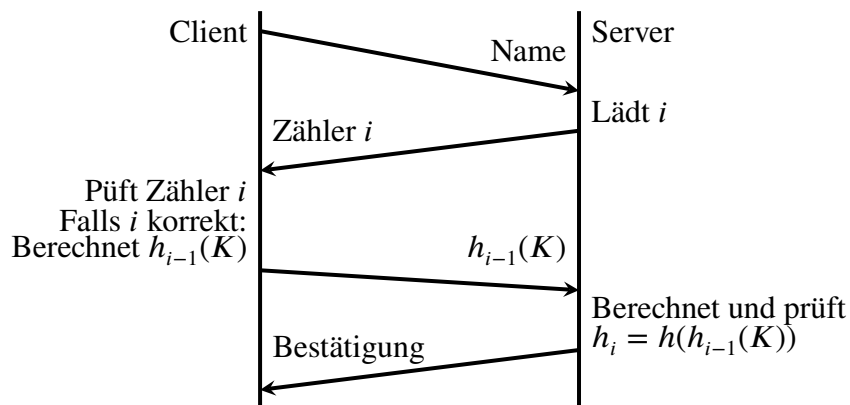 Client
Server
Name
Lädt i
Zähler i
Püft Zähler i
Falls i korrekt:
Berechnet h_{i−1}(K)
h_{i−1}(K)
Berechnet und prüft
h_i = h(h_{i−1}(K))
Bestätigung